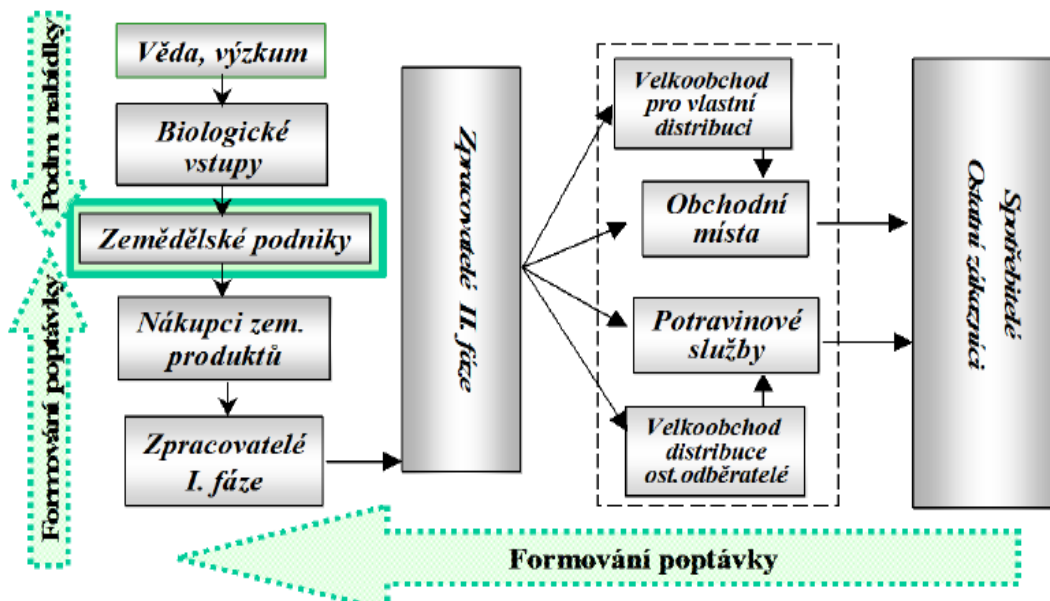 Podm nabídky
Formování poptávky
Věda, výzkum
Biologické
vstupy
Zemědělské podniky
Nákupci zem.
produktů
Zpracovatelé
I. fáze
Zpracovatelé II. fáze
Velkoobchod
pro vlastní
distribuci
Obchodní
místa
Potravinové
služby
Velkoobchod
distribuce
ost.odběratelé
Spotřebitelé
Ostatní zákazníci
Formování poptávky